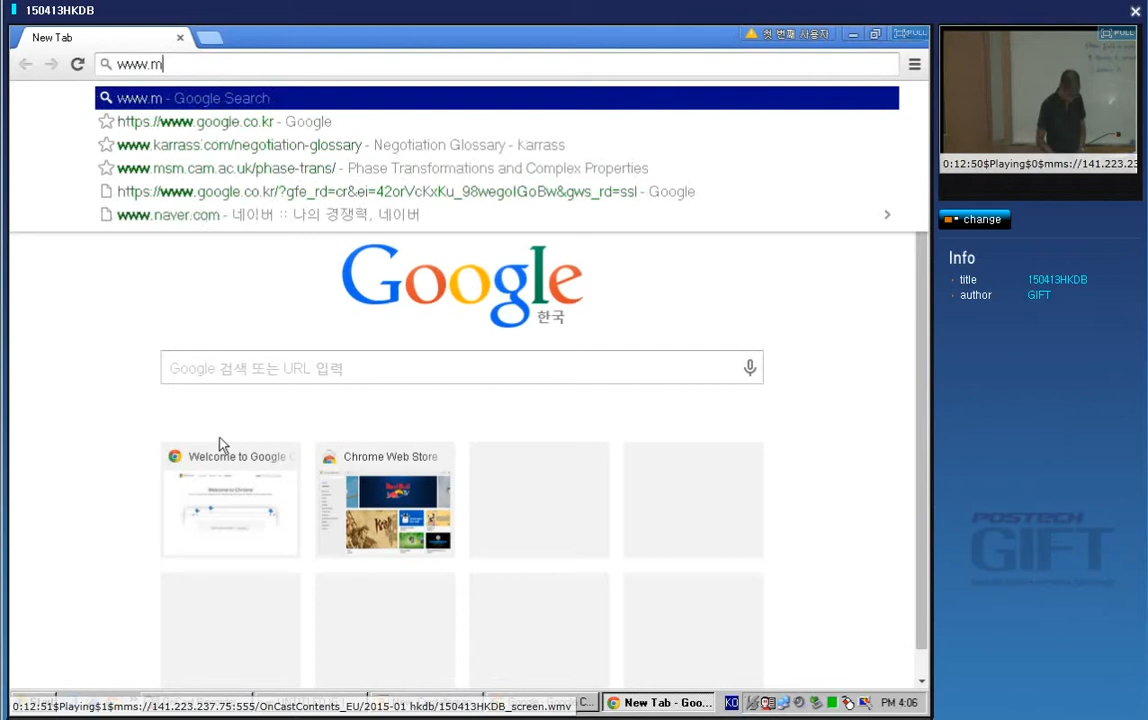 150413HKDB
New Tab
첫 번째 사용자
FULL
www.m
www.m - Google Search
https://www.google.co.kr - Google
www.karrass.com/negotiation-glossary - Negotiation Glossary - Karrass
www.msm.cam.ac.uk/phase-trans/ - Phase Transformations and Complex Properties
https://www.google.co.kr/?gfe_rd=cr&ei=42orVcKxKu_98wegoIGoBw&gws_rd=ssl - Google
www.naver.com - 네이버 :: 나의 경쟁력, 네이버
Google
한국
Google 검색 또는 URL 입력
Welcome to Google C
Chrome Web Store
Welcome to Chrome
0:12:51$Playing$1$mms://141.223.237.75:555/OnCastContents_EU/2015-01 hkdb/150413HKDB_screen.wmv
C...
New Tab - Goo...
KO
PM 4:06
FULL
0:12:50$Playing$0$mms://141.223.23
change
Info
title 150413HKDB
author GIFT
POSTECH
GIFT